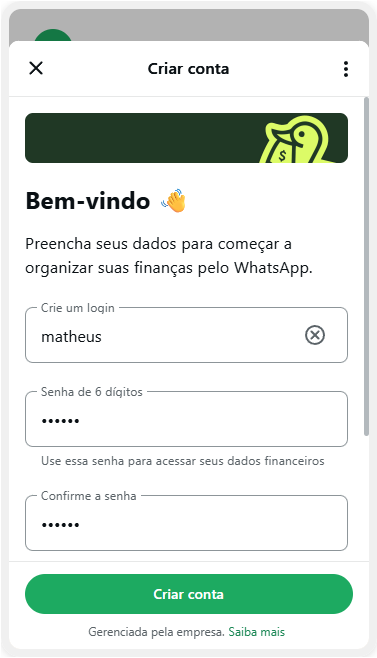 Criar conta
$
Bem-vindo 👋
Preencha seus dados para começar a
organizar suas finanças pelo WhatsApp.
Crie um login
matheus
Senha de 6 dígitos
••••••
Use essa senha para acessar seus dados financeiros
Confirme a senha
••••••
Criar conta
Gerenciada pela empresa. Saiba mais